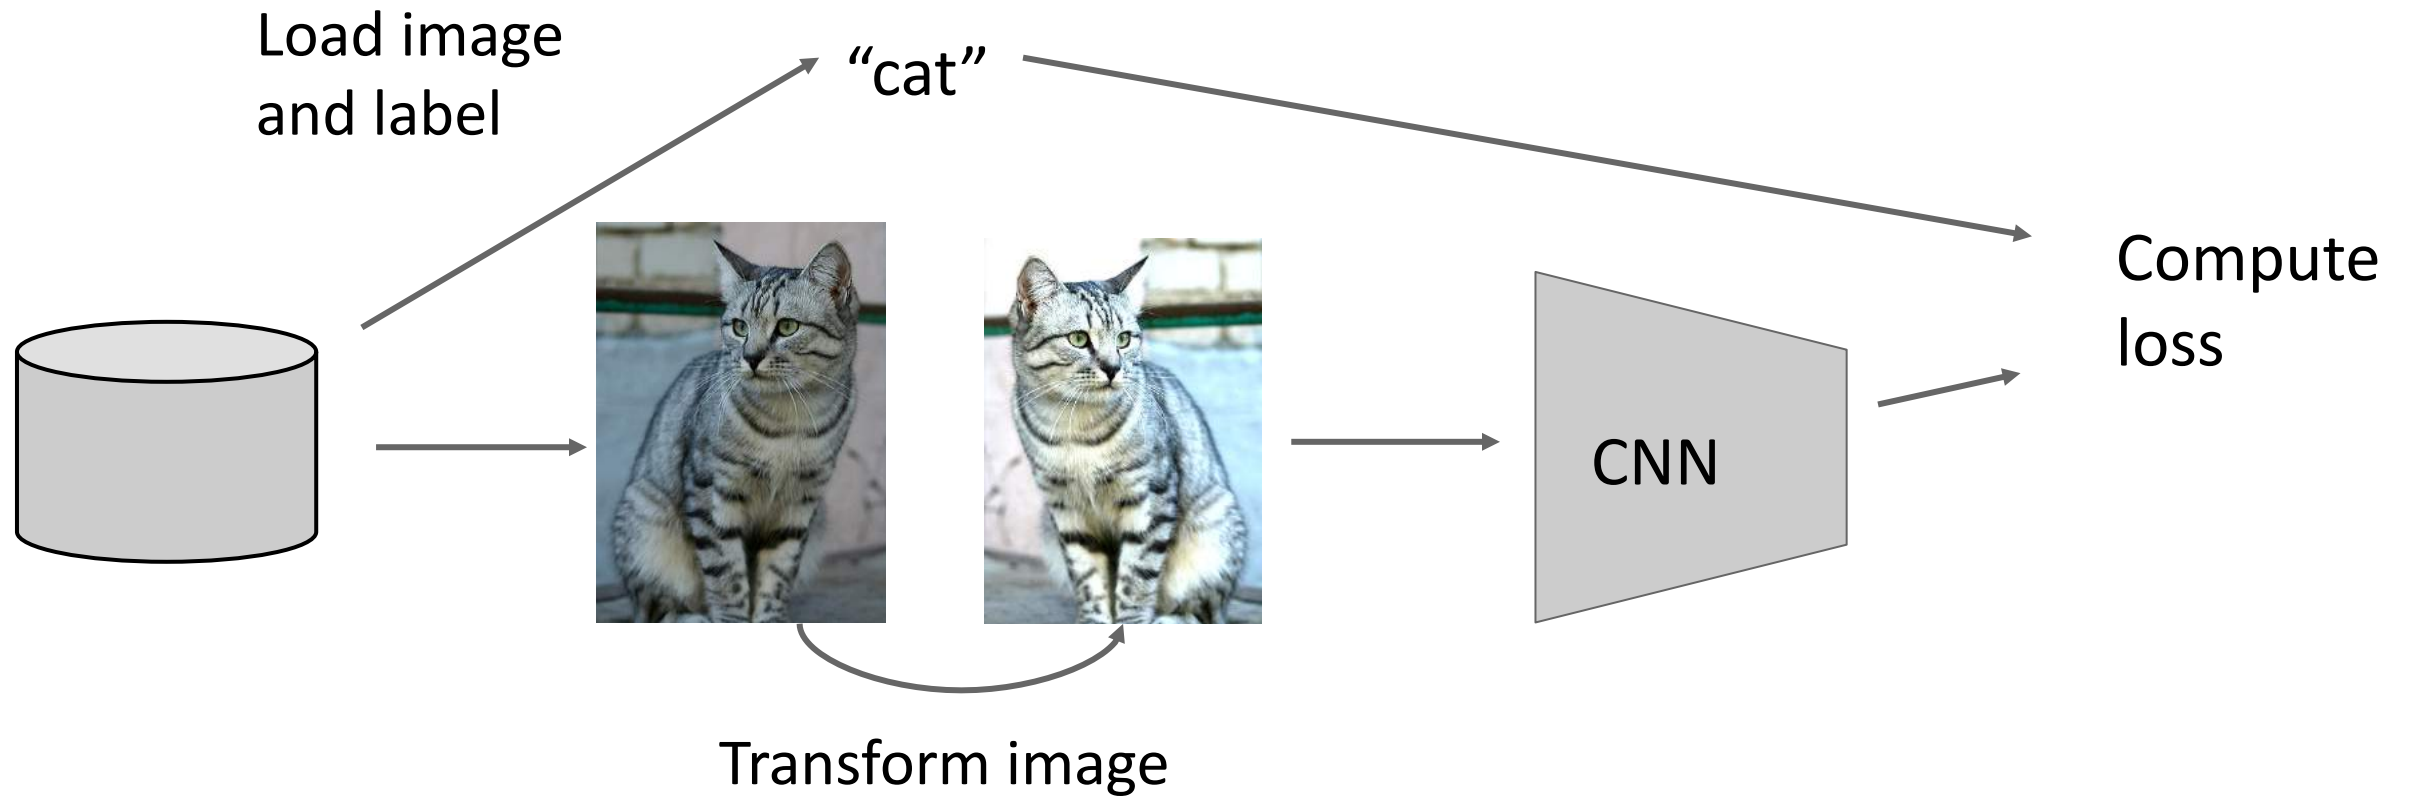 Load image
and label
“cat”
Compute
loss
CNN
Transform image